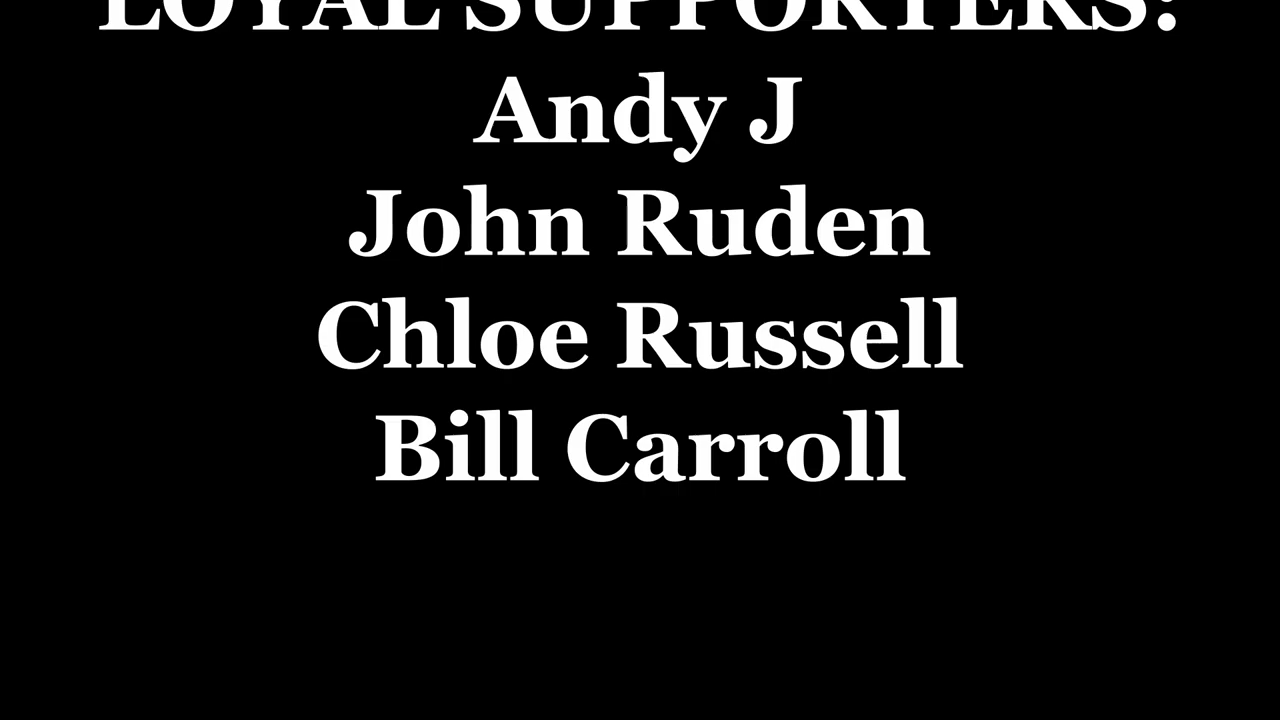 LOYAL SUPPORTERS:
Andy J
John Ruden
Chloe Russell
Bill Carroll